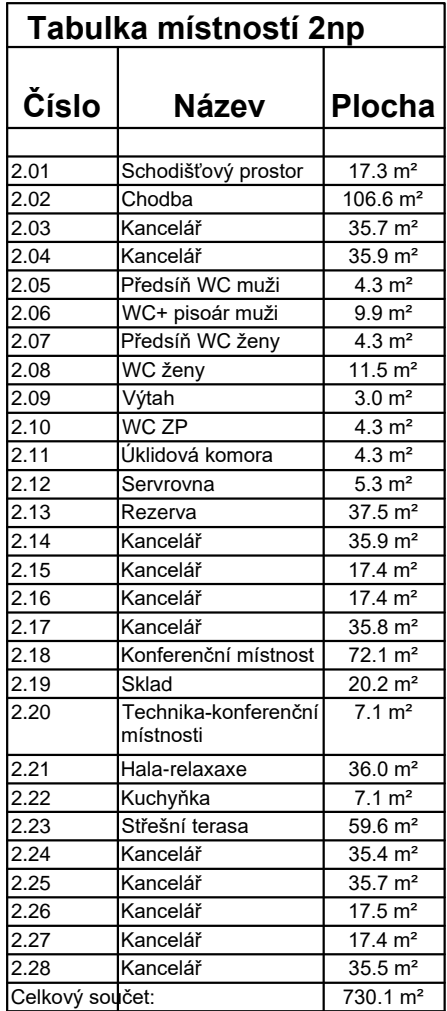 Tabulka místností 2np
Číslo Název Plocha
2.01 Schodišťový prostor 17.3 m²
2.02 Chodba 106.6 m²
2.03 Kancelář 35.7 m²
2.04 Kancelář 35.9 m²
2.05 Předsíň WC muži 4.3 m²
2.06 WC+ pisoár muži 9.9 m²
2.07 Předsíň WC ženy 4.3 m²
2.08 WC ženy 11.5 m²
2.09 Výtah 3.0 m²
2.10 WC ZP 4.3 m²
2.11 Úklidová komora 4.3 m²
2.12 Servrovna 5.3 m²
2.13 Rezerva 37.5 m²
2.14 Kancelář 35.9 m²
2.15 Kancelář 17.4 m²
2.16 Kancelář 17.4 m²
2.17 Kancelář 35.8 m²
2.18 Konferenční místnost 72.1 m²
2.19 Sklad 20.2 m²
2.20 Technika-konferenční 7.1 m²
místnosti
2.21 Hala-relaxaxe 36.0 m²
2.22 Kuchyňka 7.1 m²
2.23 Střešní terasa 59.6 m²
2.24 Kancelář 35.4 m²
2.25 Kancelář 35.7 m²
2.26 Kancelář 17.5 m²
2.27 Kancelář 17.4 m²
2.28 Kancelář 35.5 m²
Celkový součet: 730.1 m²